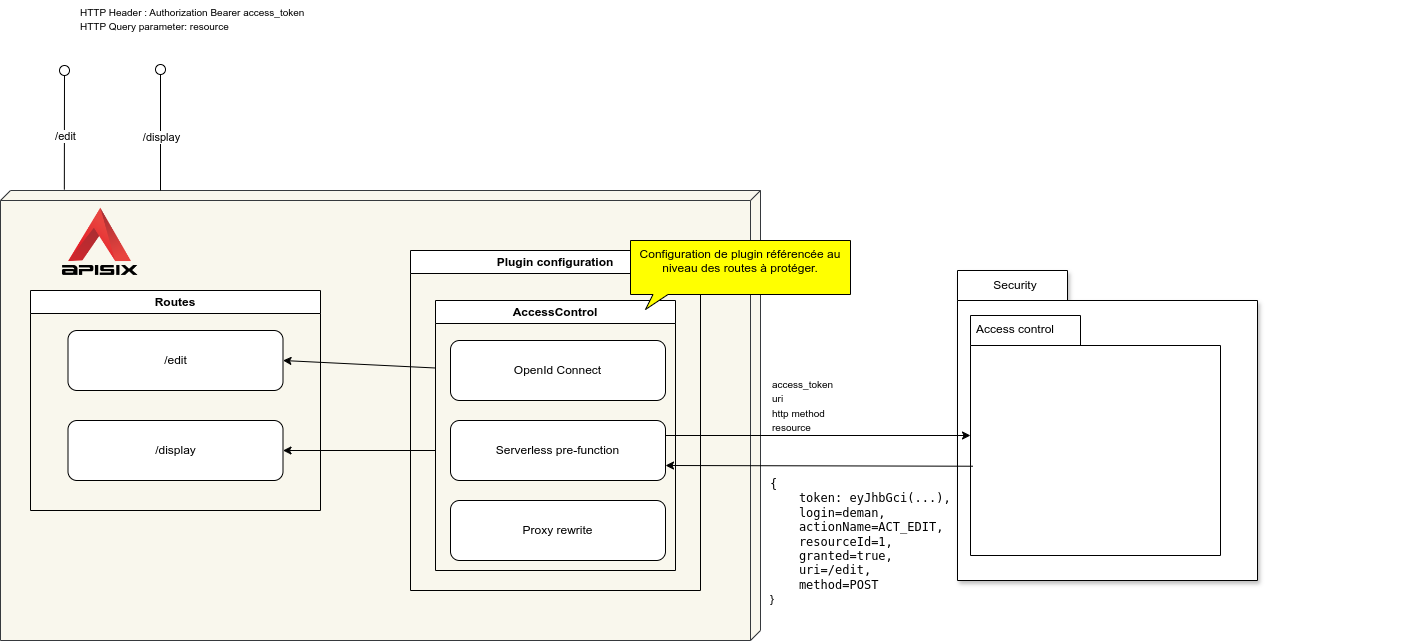 HTTP Header : Authorization Bearer access_token
HTTP Query parameter: resource
/edit
/display
APISIX
Routes
/edit
/display
Plugin configuration
Configuration de plugin référencée au
niveau des routes à protéger.
AccessControl
OpenId Connect
Serverless pre-function
Proxy rewrite
access_token
uri
http method
resource
{
    token: eyJhbGci(...),
    login=deman,
    actionName=ACT_EDIT,
    resourceId=1,
    granted=true,
    uri=/edit,
    method=POST
}
Security
Access control